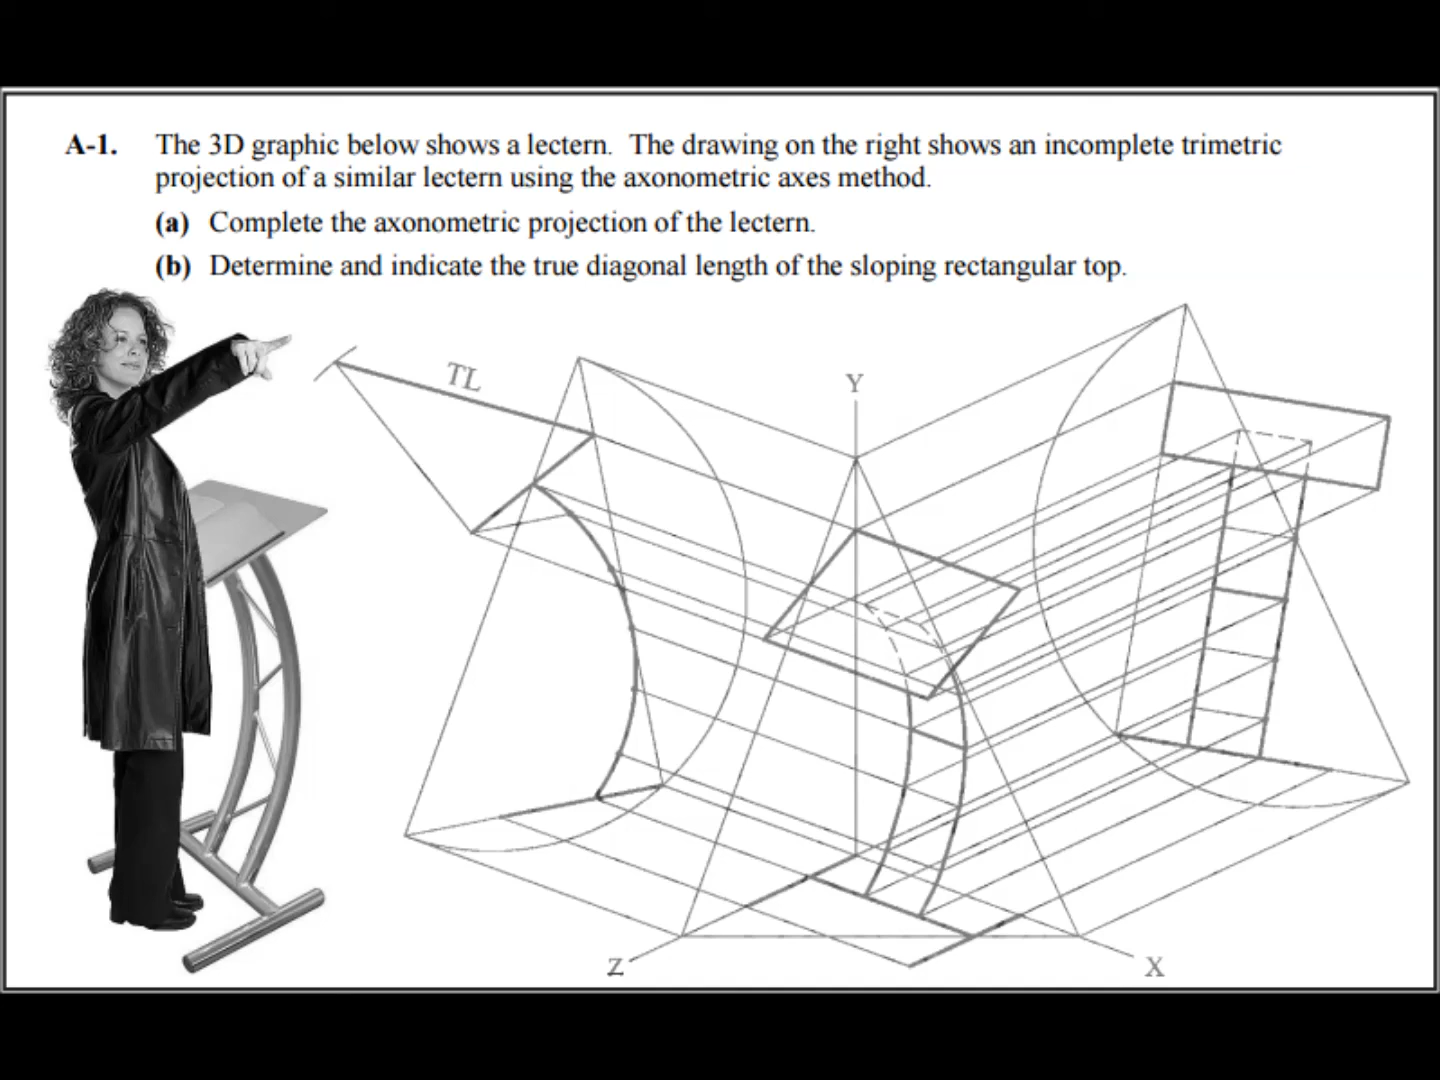 A-1. The 3D graphic below shows a lectern. The drawing on the right shows an incomplete trimetric
projection of a similar lectern using the axonometric axes method.
(a) Complete the axonometric projection of the lectern.
(b) Determine and indicate the true diagonal length of the sloping rectangular top.
TL
Y
Z
X